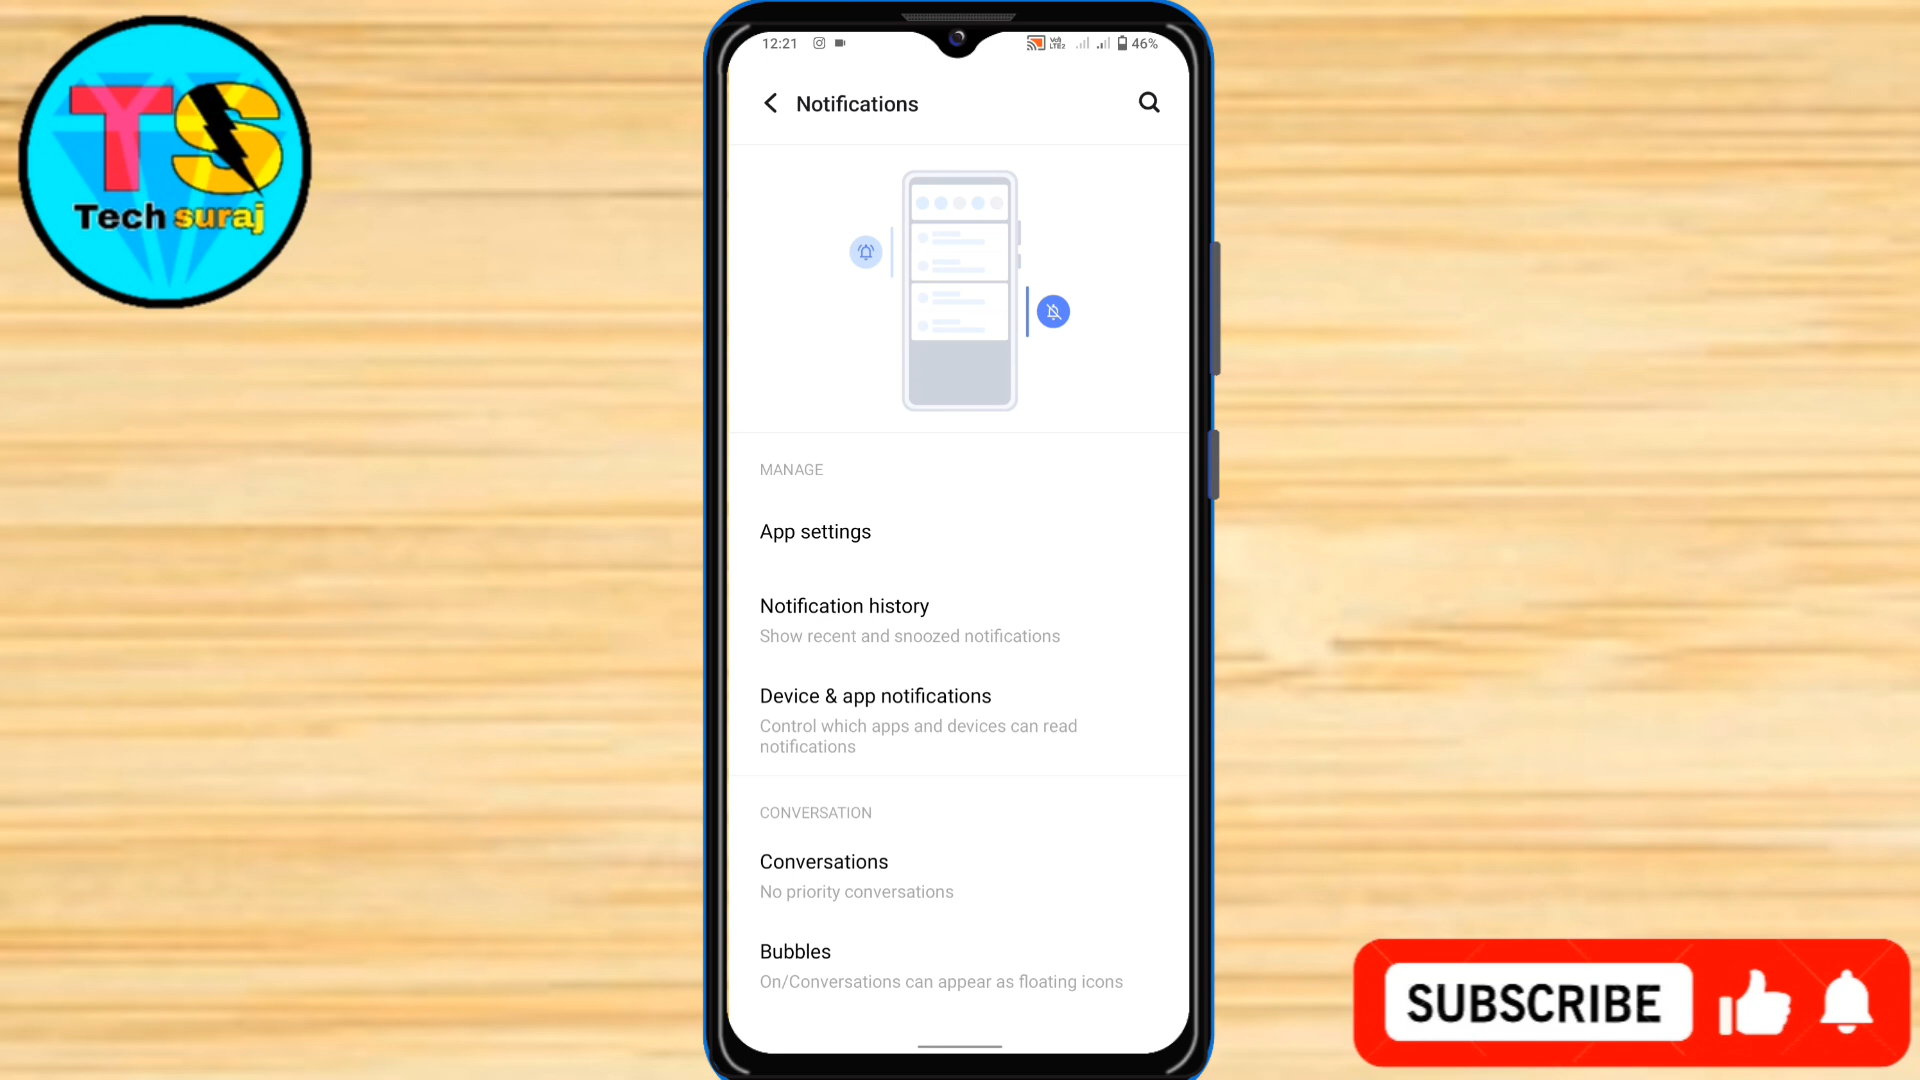 TS
Tech suraj
12:21
46%
Notifications
MANAGE
App settings
Notification history
Show recent and snoozed notifications
Device & app notifications
Control which apps and devices can read
notifications
CONVERSATION
Conversations
No priority conversations
Bubbles
On/Conversations can appear as floating icons
SUBSCRIBE